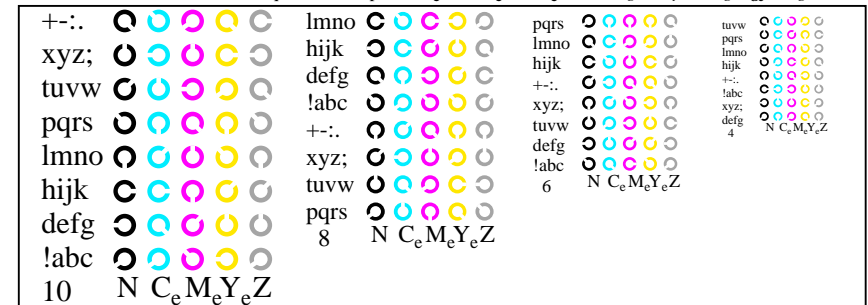 +-:.
xyz;
tuvw
pqrs
lmno
hijk
defg
!abc
10 N CeMeYeZ
lmno
hijk
defg
!abc
+-:.
xyz;
tuvw
pqrs
8 N CeMeYeZ
pqrs
lmno
hijk
+-:.
xyz;
tuvw
defg
!abc
6 N CeMeYeZ
tuvw
pqrs
lmno
hijk
+-:.
!abc
xyz;
defg
4 N CeMeYeZ